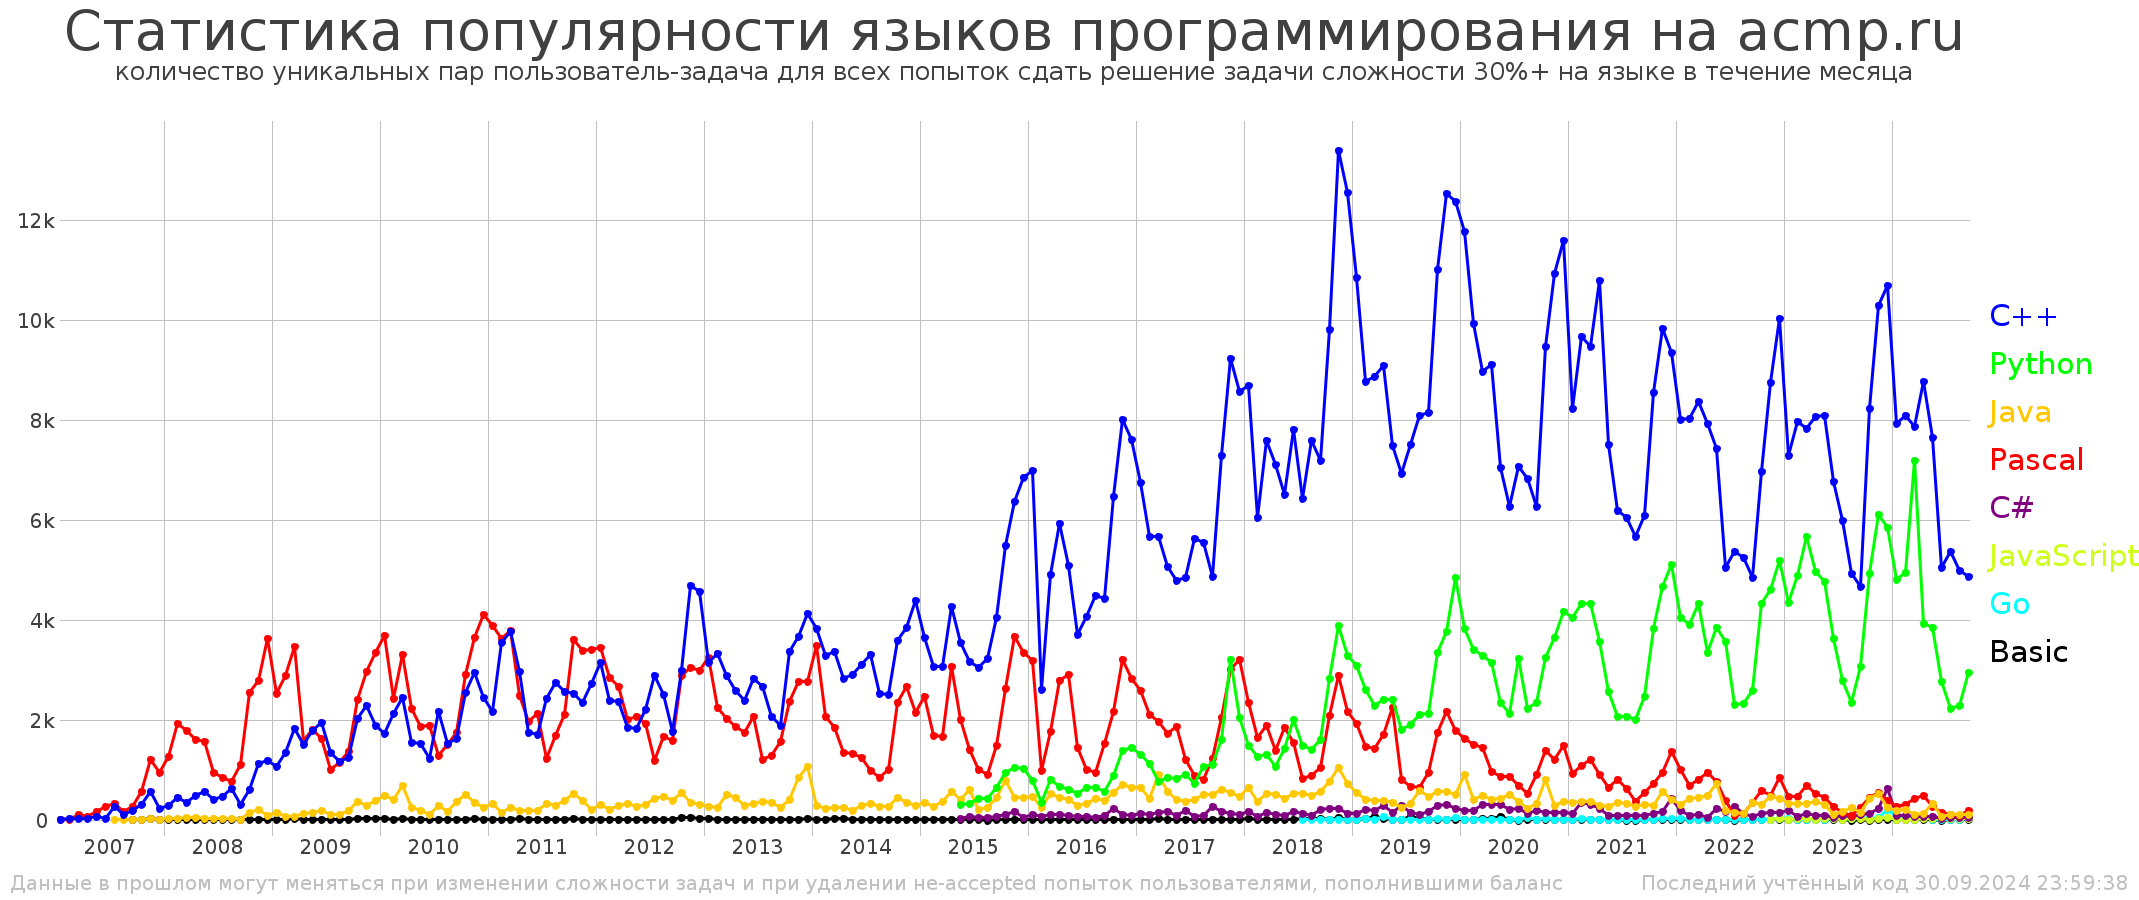 Статистика популярности языков программирования на acmp.ru
количество уникальных пар пользователь-задача для всех попыток сдать решение задачи сложности 30%+ на языке в течение месяца
12k
10k
8k
6k
4k
2k
0
C++
Python
Java
Pascal
C#
JavaScript
Go
Basic
2007 2008 2009 2010 2011 2012 2013 2014 2015 2016 2017 2018 2019 2020 2021 2022 2023
Данные в прошлом могут меняться при изменении сложности задач и при удалении не-accepted попыток пользователями, пополнившими баланс
Последний учтённый код 30.09.2024 23:59:38